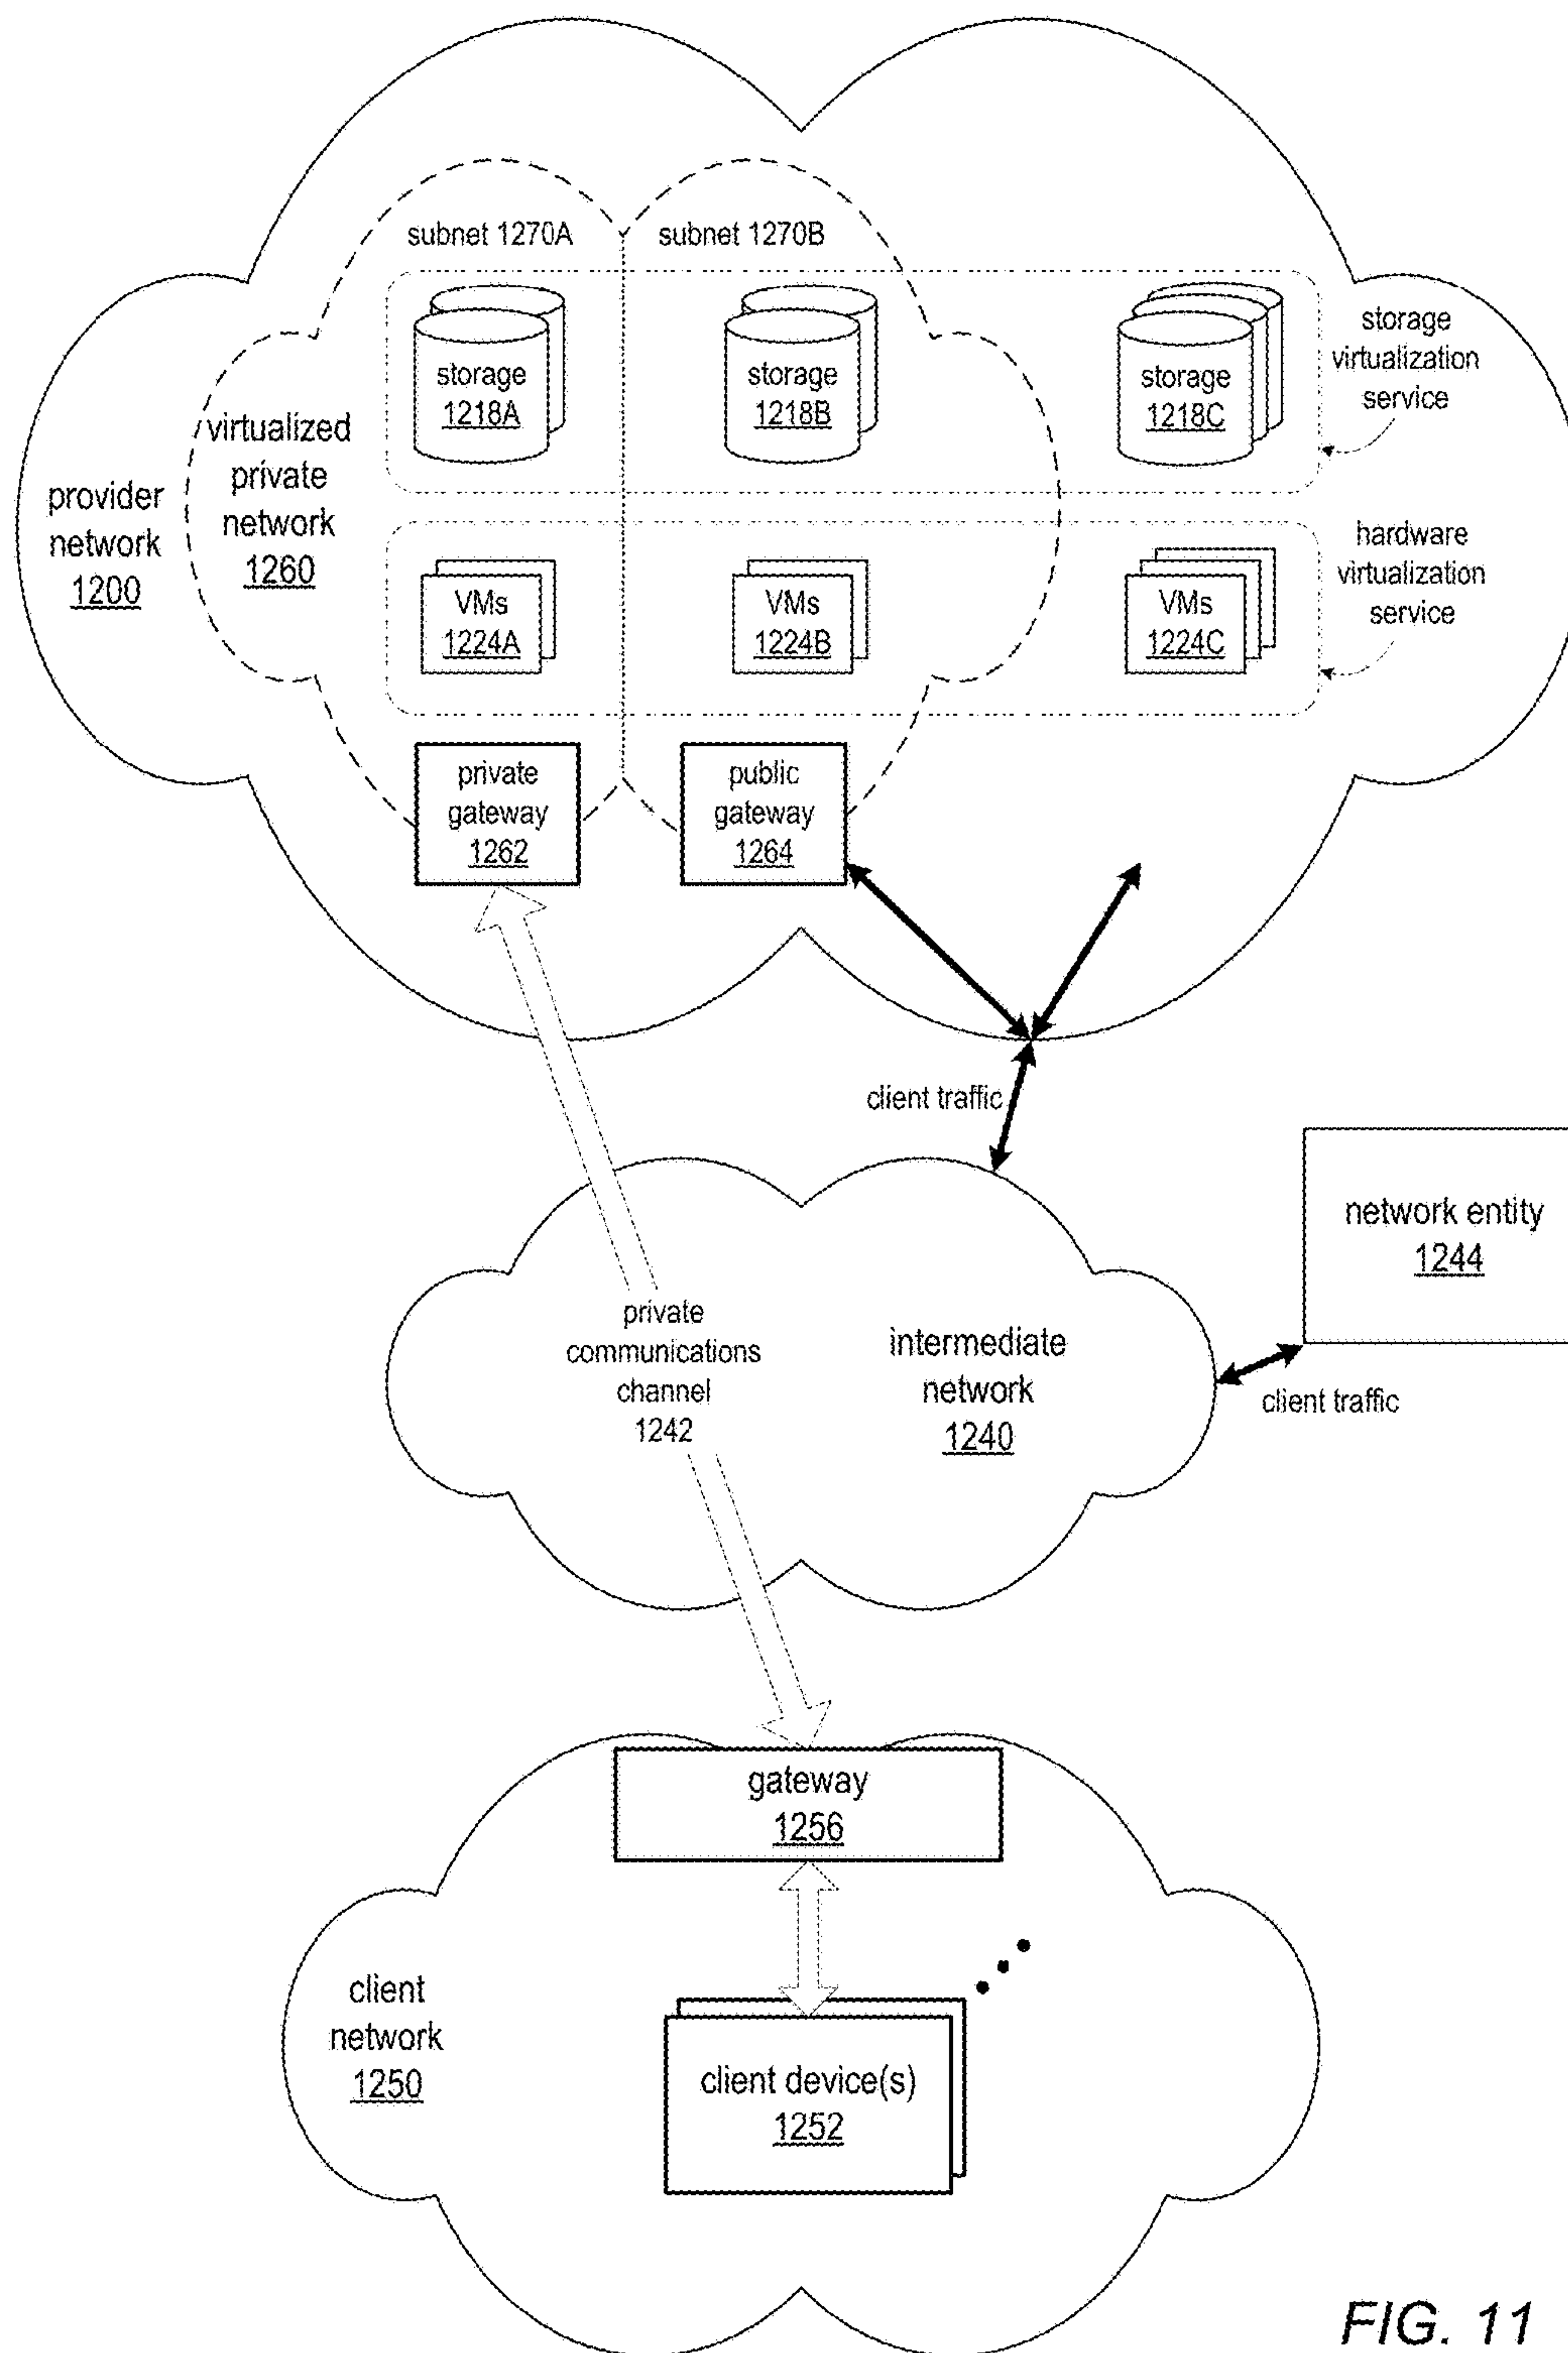 subnet 1270A
subnet 1270B
storage
1218A
storage
1218B
storage
1218C
storage
virtualization
service
virtualized
private
network
1260
provider
network
1200
VMs
1224A
VMs
1224B
VMs
1224C
hardware
virtualization
service
private
gateway
1262
public
gateway
1264
client traffic
network entity
1244
private
communications
channel
1242
intermediate
network
1240
client traffic
gateway
1256
client
network
1250
client device(s)
1252
FIG. 11